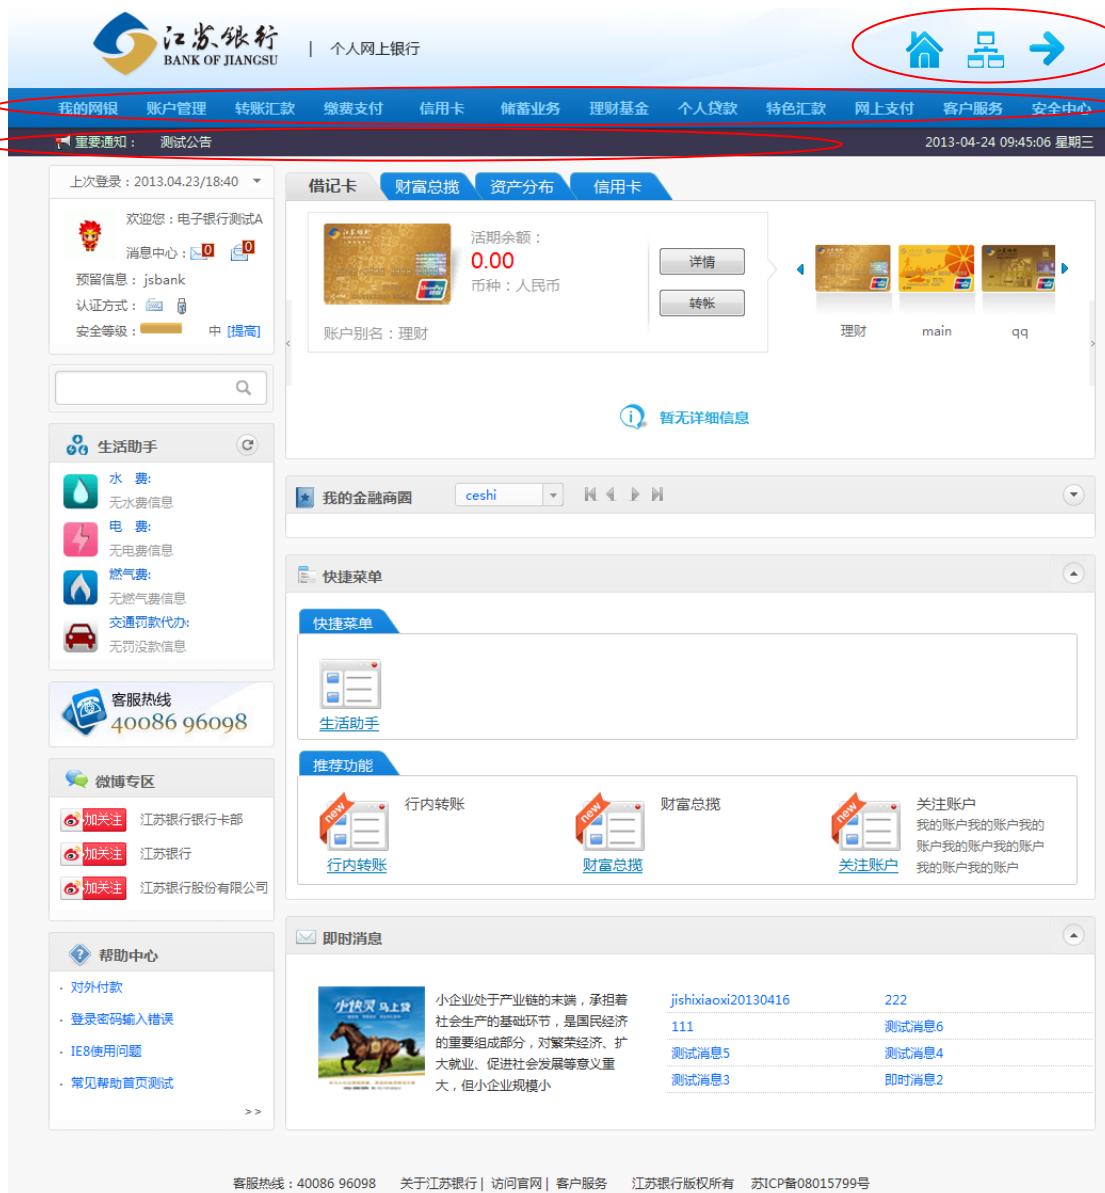 江苏银行 | 个人网上银行
BANK OF JIANGSU
我的网银 账户管理 转账汇款 缴费支付 信用卡 储蓄业务 理财基金 个人贷款 特色汇款 网上支付 客户服务 安全中心
重要通知： 测试公告 2013-04-24 09:45:06 星期三
上次登录：2013.04.23/18:40
欢迎您：电子银行测试A
消息中心： 0 0
预留信息： jsbank
认证方式：
安全等级： 中 [提高]
借记卡 财富总揽 资产分布 信用卡
活期余额：
0.00
币种：人民币
账户别名：理财
详情
转帐
理财 main qq
暂无详细信息
生活助手
水 费:
无水费信息
电 费:
无电费信息
燃气费:
无燃气费信息
交通罚款代办:
无罚没款信息
客服热线
40086 96098
微博专区
加关注 江苏银行银行卡部
加关注 江苏银行
加关注 江苏银行股份有限公司
帮助中心
· 对外付款
· 登录密码输入错误
· IE8使用问题
· 常见帮助首页测试
>>
我的金融商圈 ceshi
快捷菜单
快捷菜单
生活助手
推荐功能
new 行内转账
行内转账
new 财富总揽
财富总揽
new 关注账户
我的账户我的账户我的
账户我的账户我的账户
我的账户我的账户
关注账户
即时消息
小快灵 马上贷
小企业处于产业链的末端，承担着
社会生产的基础环节，是国民经济
的重要组成部分，对繁荣经济、扩
大就业、促进社会发展等意义重
大，但小企业规模小
jishixiaoxi20130416 222
111 测试消息6
测试消息5 测试消息4
测试消息3 即时消息2
客服热线：40086 96098 关于江苏银行| 访问官网| 客户服务 江苏银行版权所有 苏ICP备08015799号